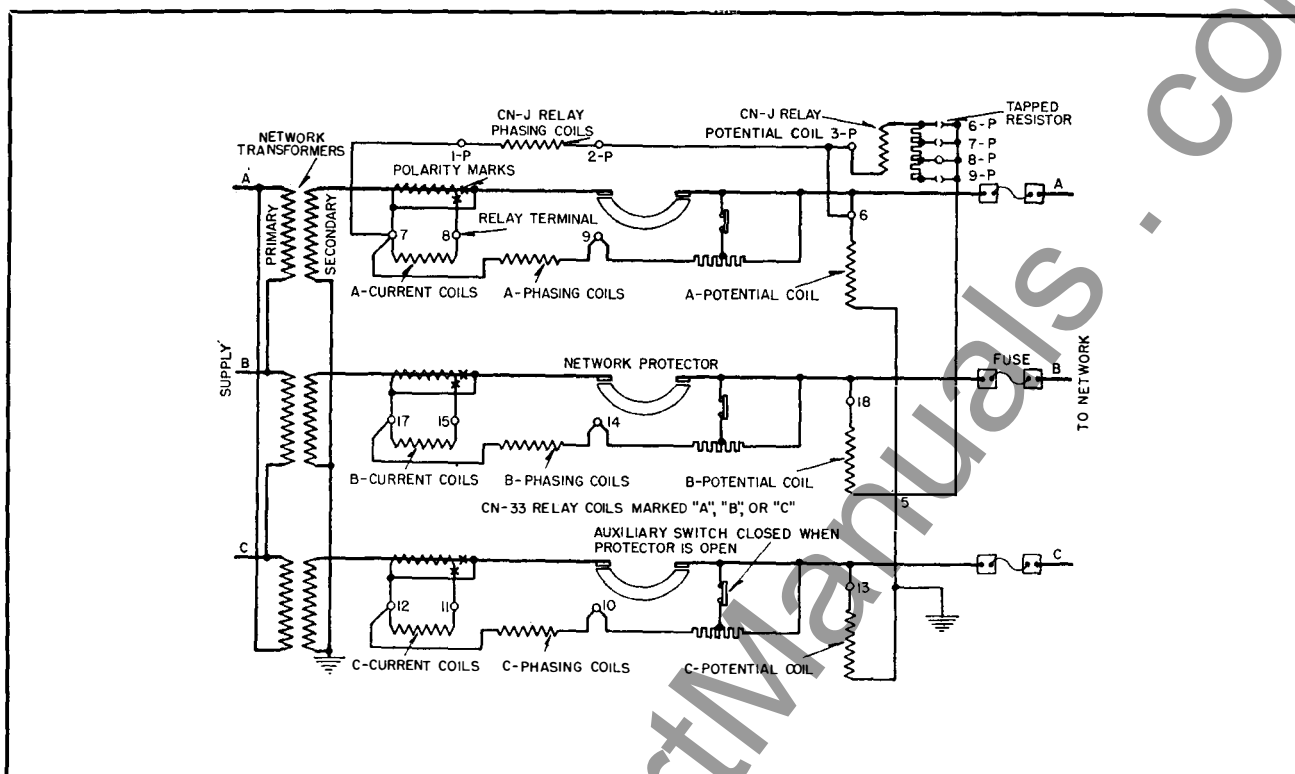 CN-J RELAY
PHASING COILS
CN-J RELAY
POTENTIAL COIL 3-P
TAPPED
RESISTOR
6-P
7-P
8-P
9-P
NETWORK
TRANSFORMERS
1-P
2-P
POLARITY MARKS
A
A
PRIMARY
SECONDARY
7
8
RELAY TERMINAL
9
6
A-CURRENT COILS
A-PHASING COILS
A-POTENTIAL COIL
SUPPLY
B
NETWORK PROTECTOR
FUSE
B
TO NETWORK
17
15
14
18
B-CURRENT COILS
B-PHASING COILS
B-POTENTIAL COIL
5
CN-33 RELAY COILS MARKED "A", "B", OR "C"
AUXILIARY SWITCH CLOSED WHEN
PROTECTOR IS OPEN
C
C
12
11
10
13
C-CURRENT COILS
C-PHASING COILS
C-POTENTIAL COIL